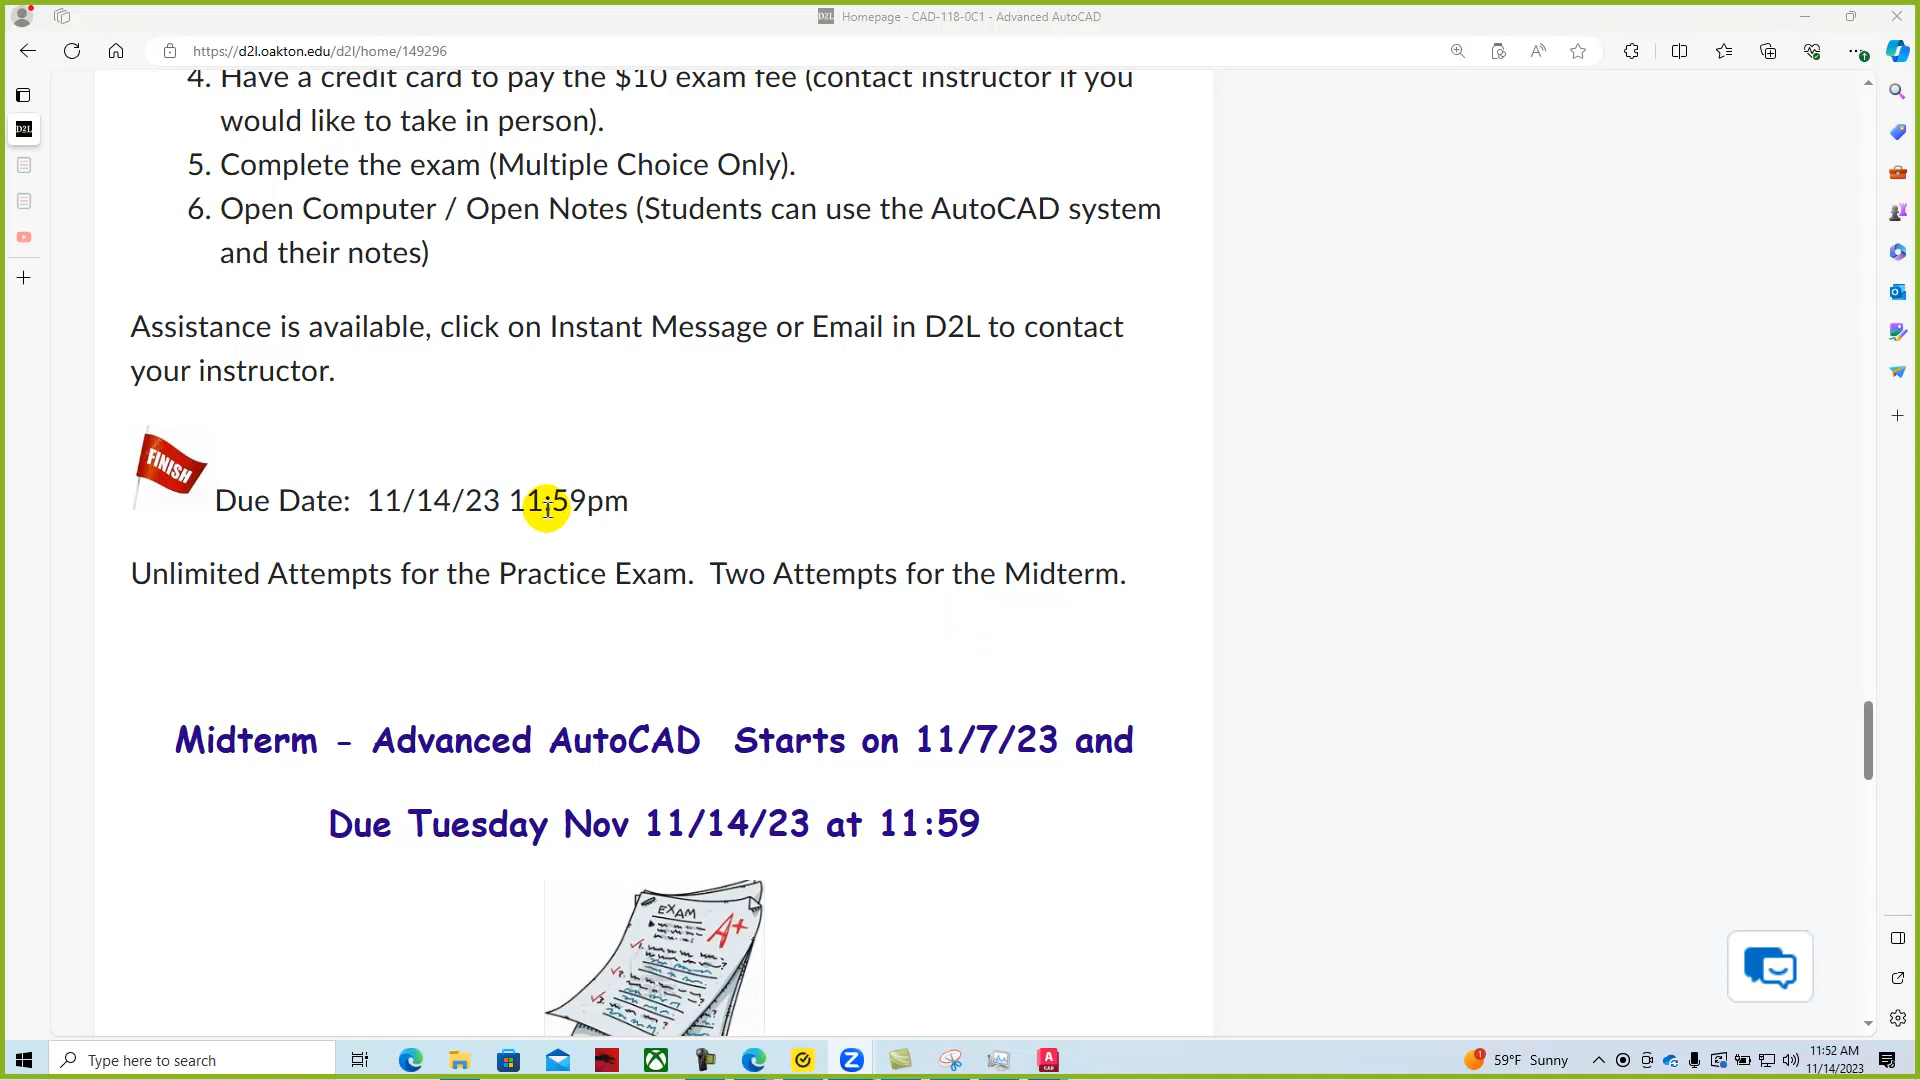 Homepage - CAD-118-0C1 - Advanced AutoCAD
https://d2l.oakton.edu/d2l/home/149296
4. Have a credit card to pay the $10 exam fee (contact instructor if you
would like to take in person).
5. Complete the exam (Multiple Choice Only).
6. Open Computer / Open Notes (Students can use the AutoCAD system
and their notes)
Assistance is available, click on Instant Message or Email in D2L to contact
your instructor.
FINISH
Due Date:  11/14/23 11:59pm
Unlimited Attempts for the Practice Exam.  Two Attempts for the Midterm.
Midterm - Advanced AutoCAD  Starts on 11/7/23 and
Due Tuesday Nov 11/14/23 at 11:59
EXAM
A+
Type here to search
59°F Sunny
11:52 AM
11/14/2023